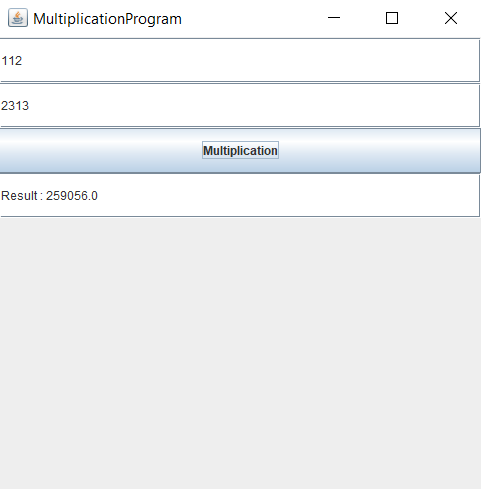 MultiplicationProgram
112
2313
Multiplication
Result : 259056.0